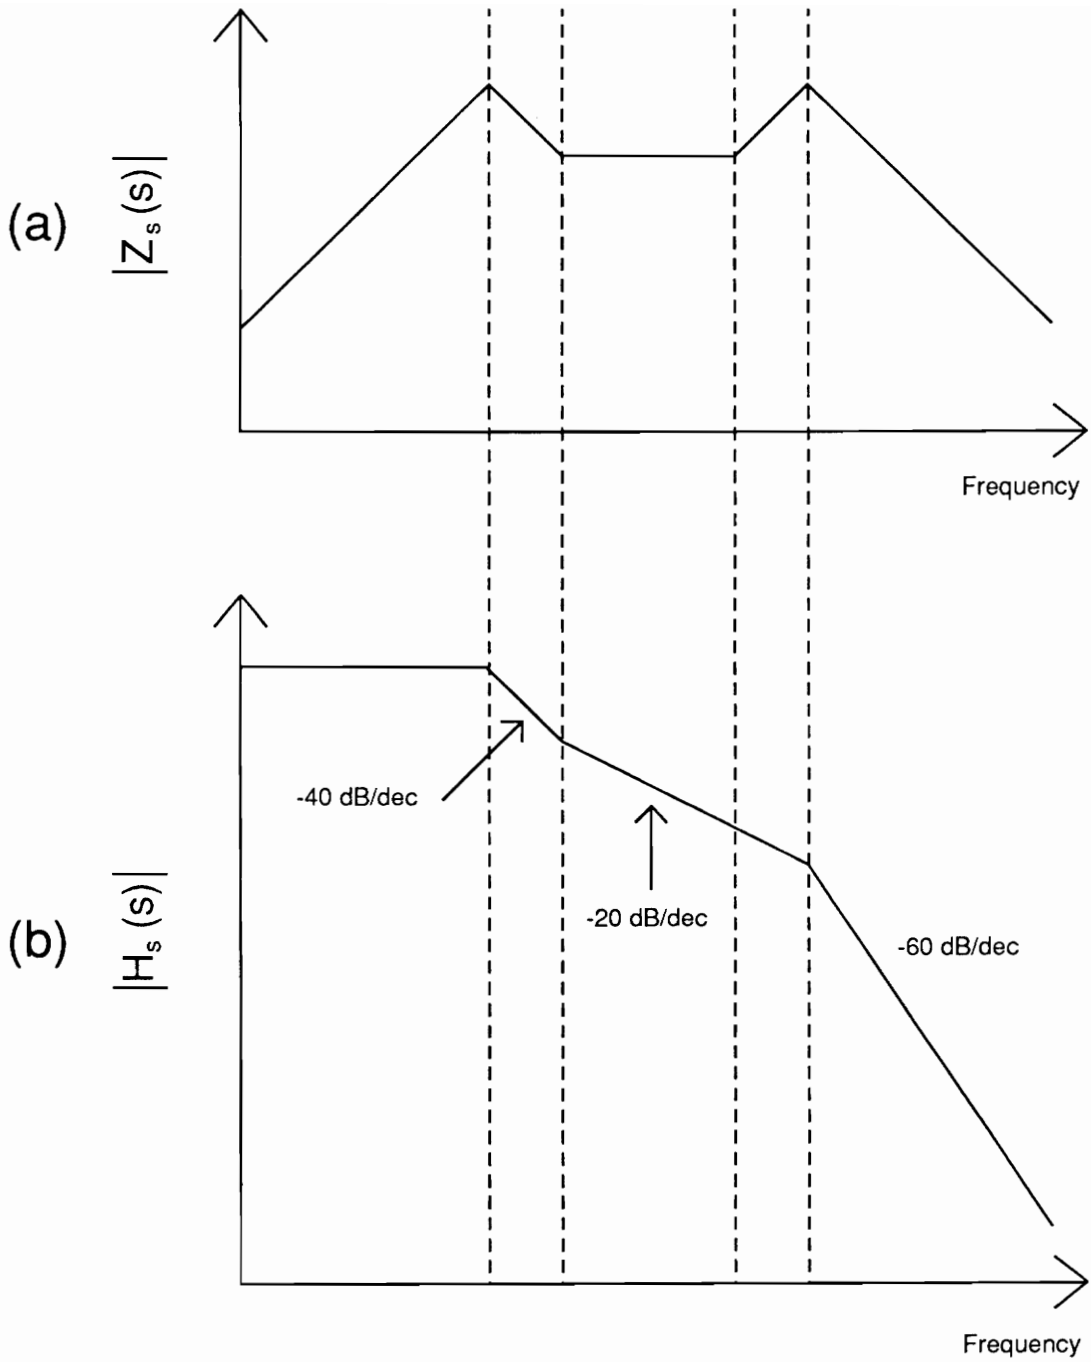 (a)
|Zs (s)|
Frequency
-40 dB/dec
-20 dB/dec
(b)
|Hs (s)|
-60 dB/dec
Frequency